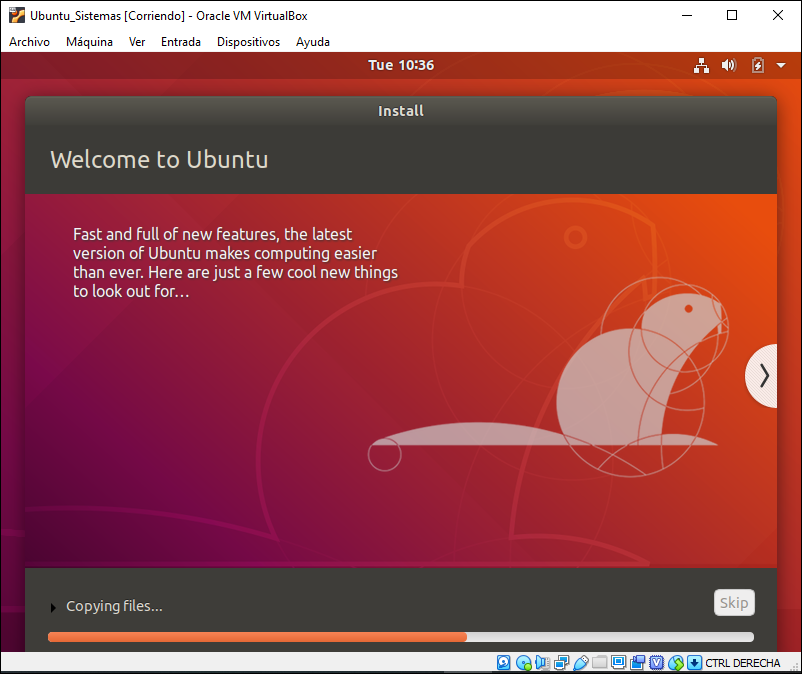 Ubuntu_Sistemas [Corriendo] - Oracle VM VirtualBox
Archivo Máquina Ver Entrada Dispositivos Ayuda
Tue 10:36
Install
Welcome to Ubuntu
Fast and full of new features, the latest
version of Ubuntu makes computing easier
than ever. Here are just a few cool new things
to look out for…
Copying files…
Skip
CTRL DERECHA